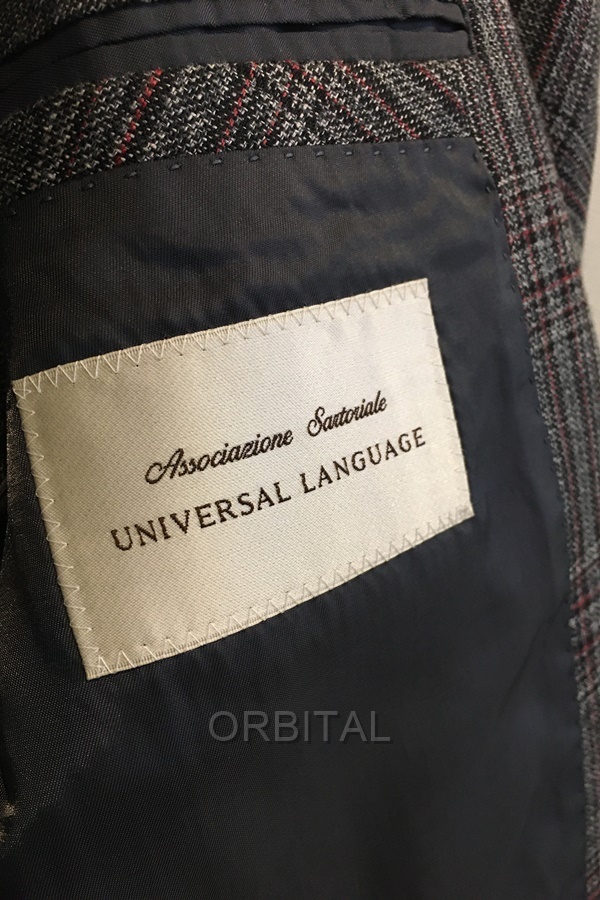 Associazione Sartoriale
UNIVERSAL LANGUAGE
ORBITAL